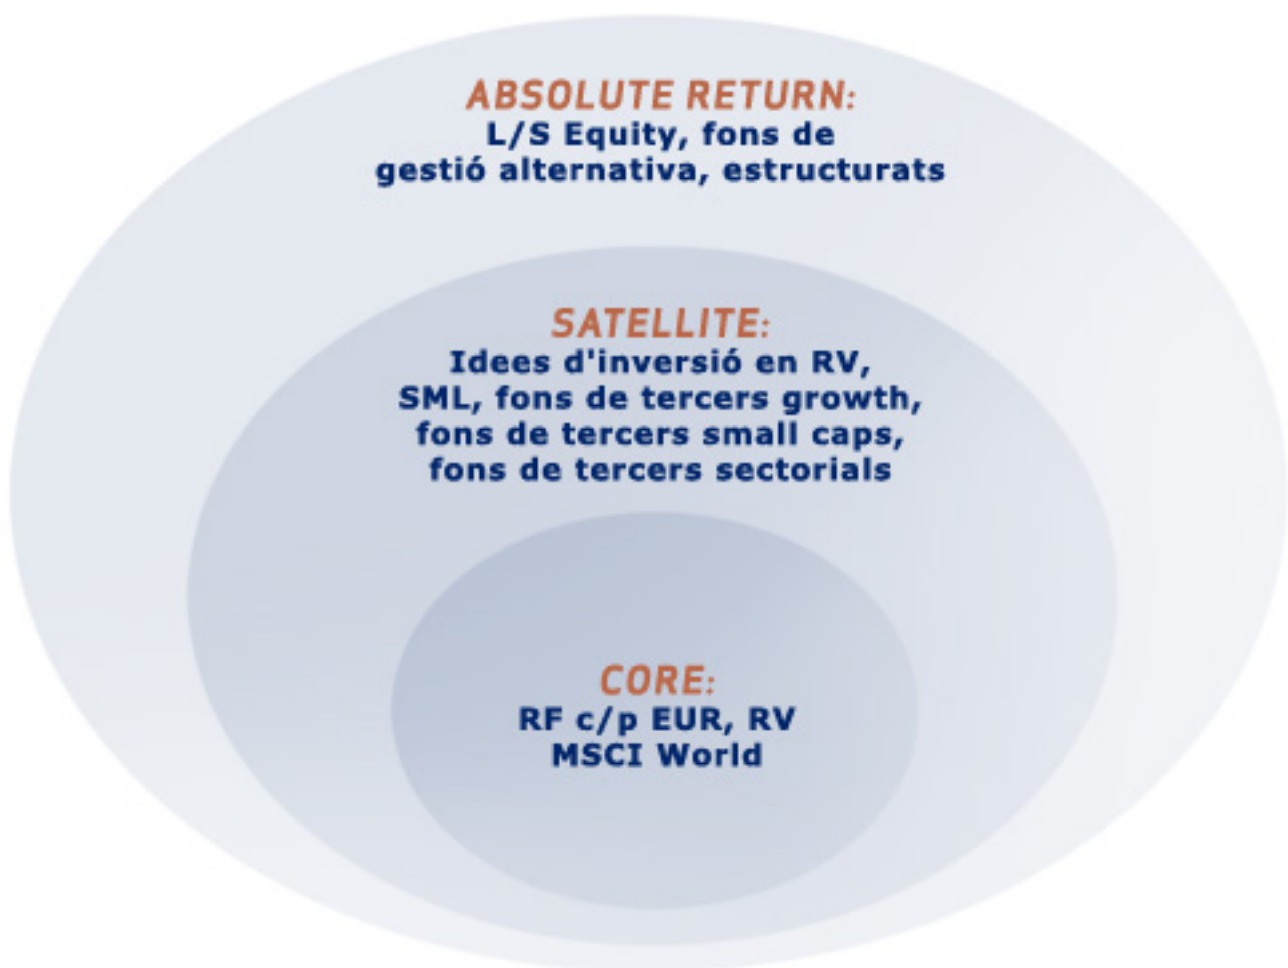 ABSOLUTE RETURN:
L/S Equity, fons de
gestió alternativa, estructurats
SATELLITE:
Idees d'inversió en RV,
SML, fons de tercers growth,
fons de tercers small caps,
fons de tercers sectorials
CORE:
RF c/p EUR, RV
MSCI World